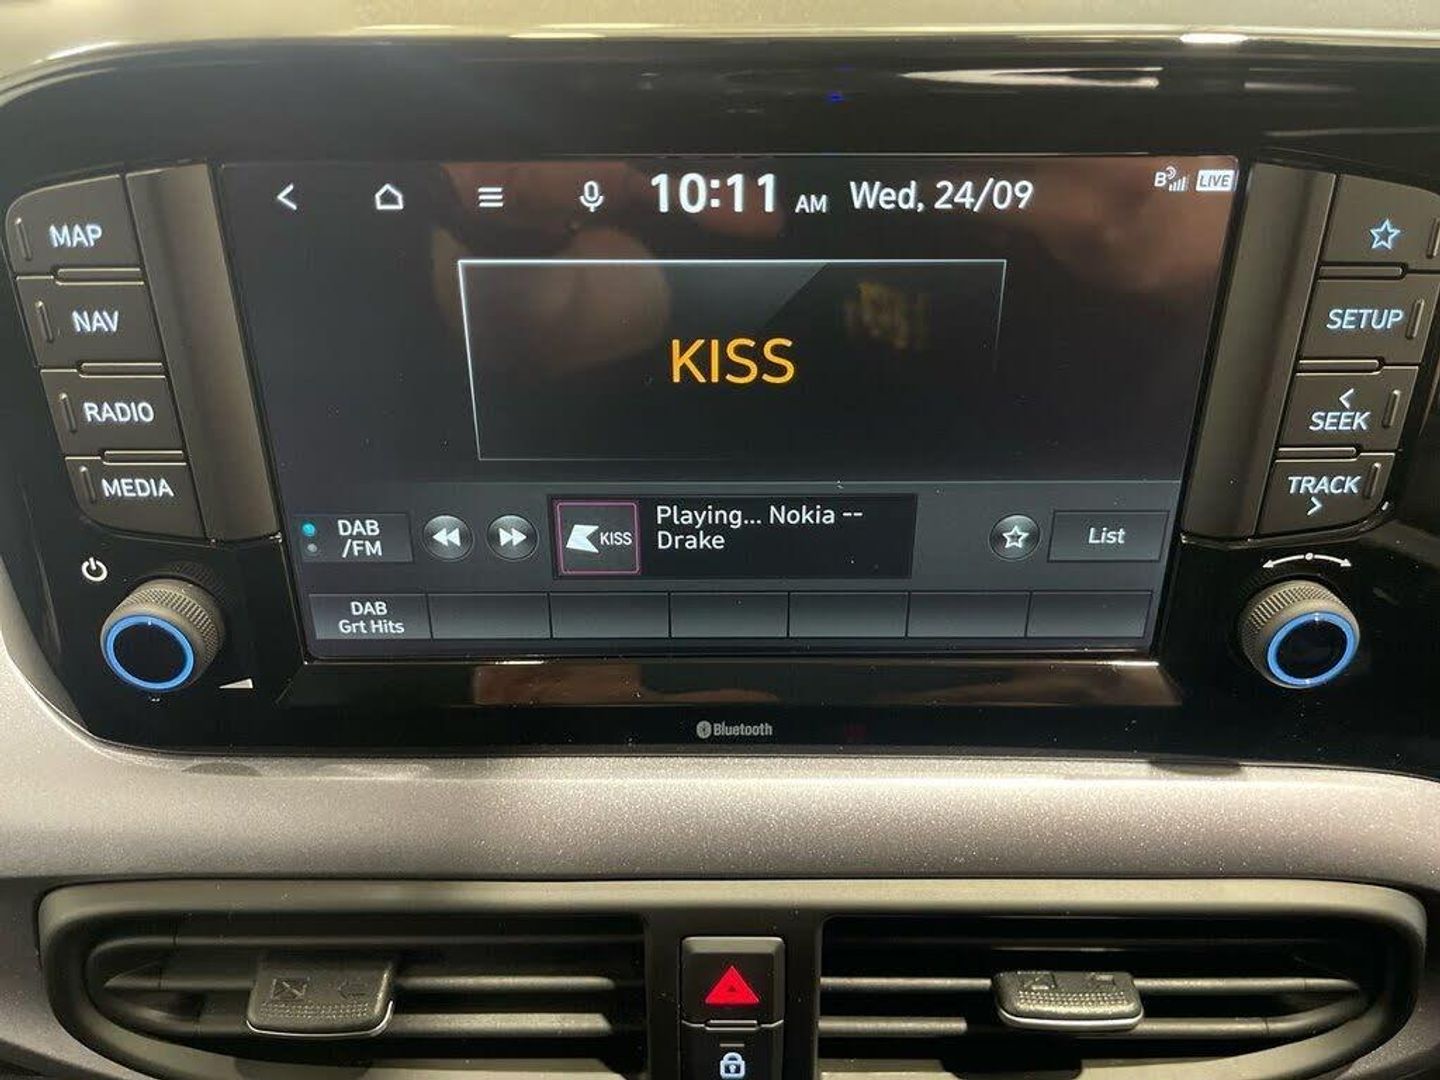 10:11 AM Wed, 24/09
B LIVE
MAP
NAV
RADIO
MEDIA
KISS
DAB
/FM
KISS
Playing... Nokia --
Drake
List
DAB
Grt Hits
SETUP
<
SEEK
TRACK
>
Bluetooth